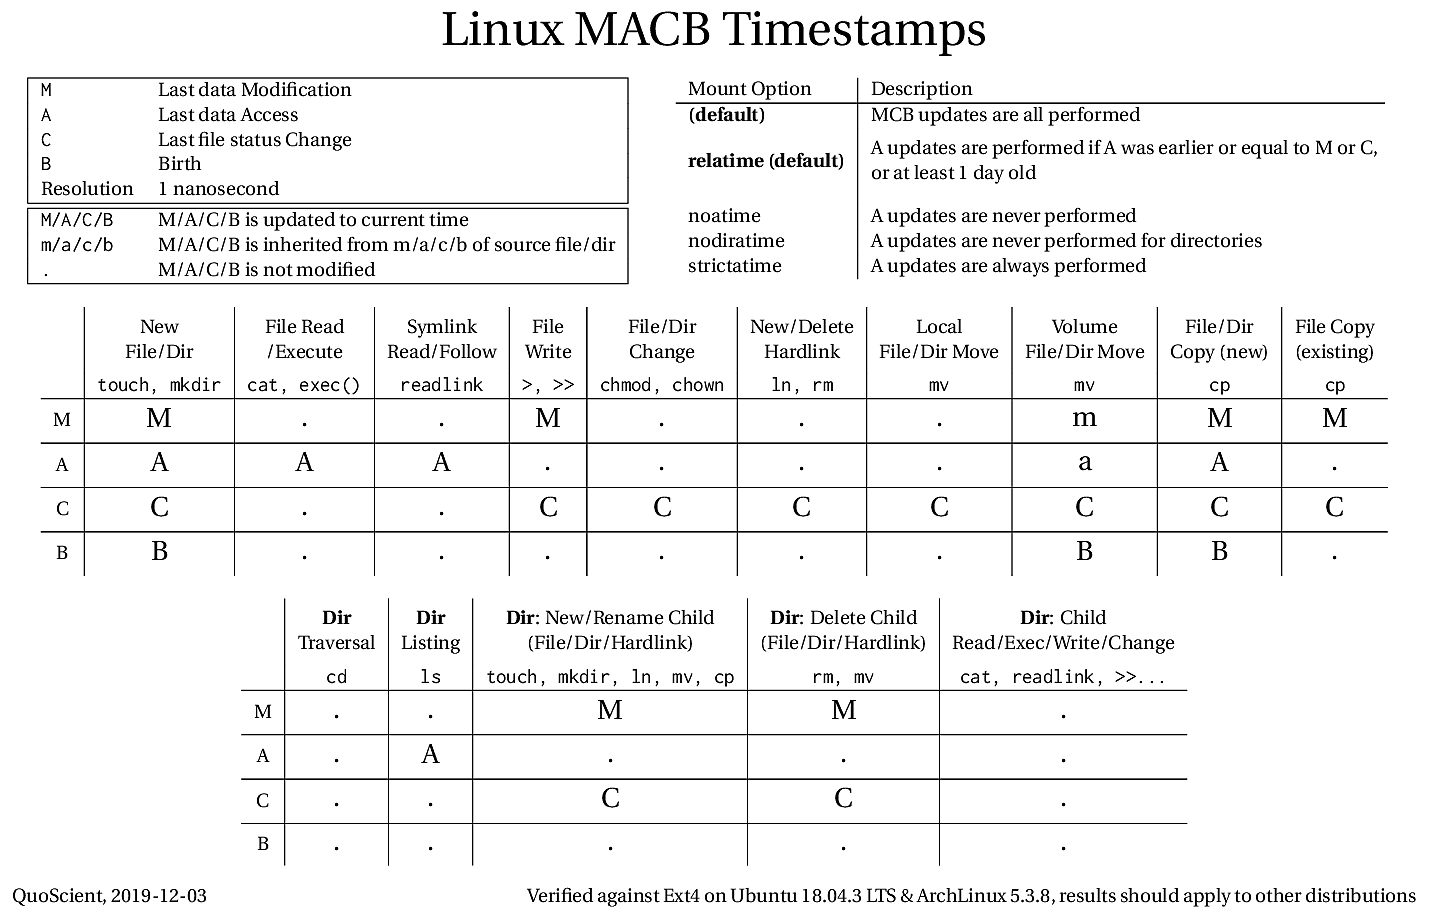 Linux MACB Timestamps
M Last data Modification
A Last data Access
C Last file status Change
B Birth
Resolution 1 nanosecond
M/A/C/B M/A/C/B is updated to current time
m/a/c/b M/A/C/B is inherited from m/a/c/b of source file/dir
. M/A/C/B is not modified
Mount Option Description
(default) MCB updates are all performed
relatime (default) A updates are performed if A was earlier or equal to M or C,
or at least 1 day old
noatime A updates are never performed
nodiratime A updates are never performed for directories
strictatime A updates are always performed
New File Read Symlink File File/Dir New/Delete Local Volume File/Dir File Copy
File/Dir /Execute Read/Follow Write Change Hardlink File/Dir Move File/Dir Move Copy (new) (existing)
touch, mkdir cat, exec() readlink >, >> chmod, chown ln, rm mv mv cp cp
M M . . M . . . m M M
A A A A . . . . a A .
C C . . C C C C C C C
B B . . . . . . B B .
Dir Dir Dir: New/Rename Child Dir: Delete Child Dir: Child
Traversal Listing (File/Dir/Hardlink) (File/Dir/Hardlink) Read/Exec/Write/Change
cd ls touch, mkdir, ln, mv, cp rm, mv cat, readlink, >>...
M . . M M .
A . A . . .
C . . C C .
B . . . . .
QuoScient, 2019-12-03 Verified against Ext4 on Ubuntu 18.04.3 LTS & ArchLinux 5.3.8, results should apply to other distributions